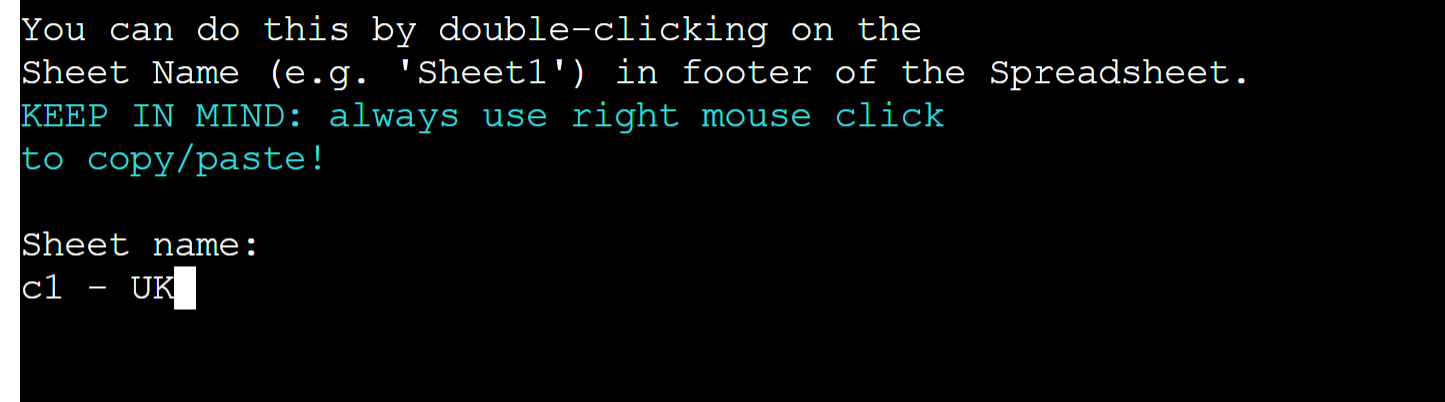 You can do this by double-clicking on the
Sheet Name (e.g. 'Sheet1') in footer of the Spreadsheet.
KEEP IN MIND: always use right mouse click
to copy/paste!
Sheet name:
c1 - UK